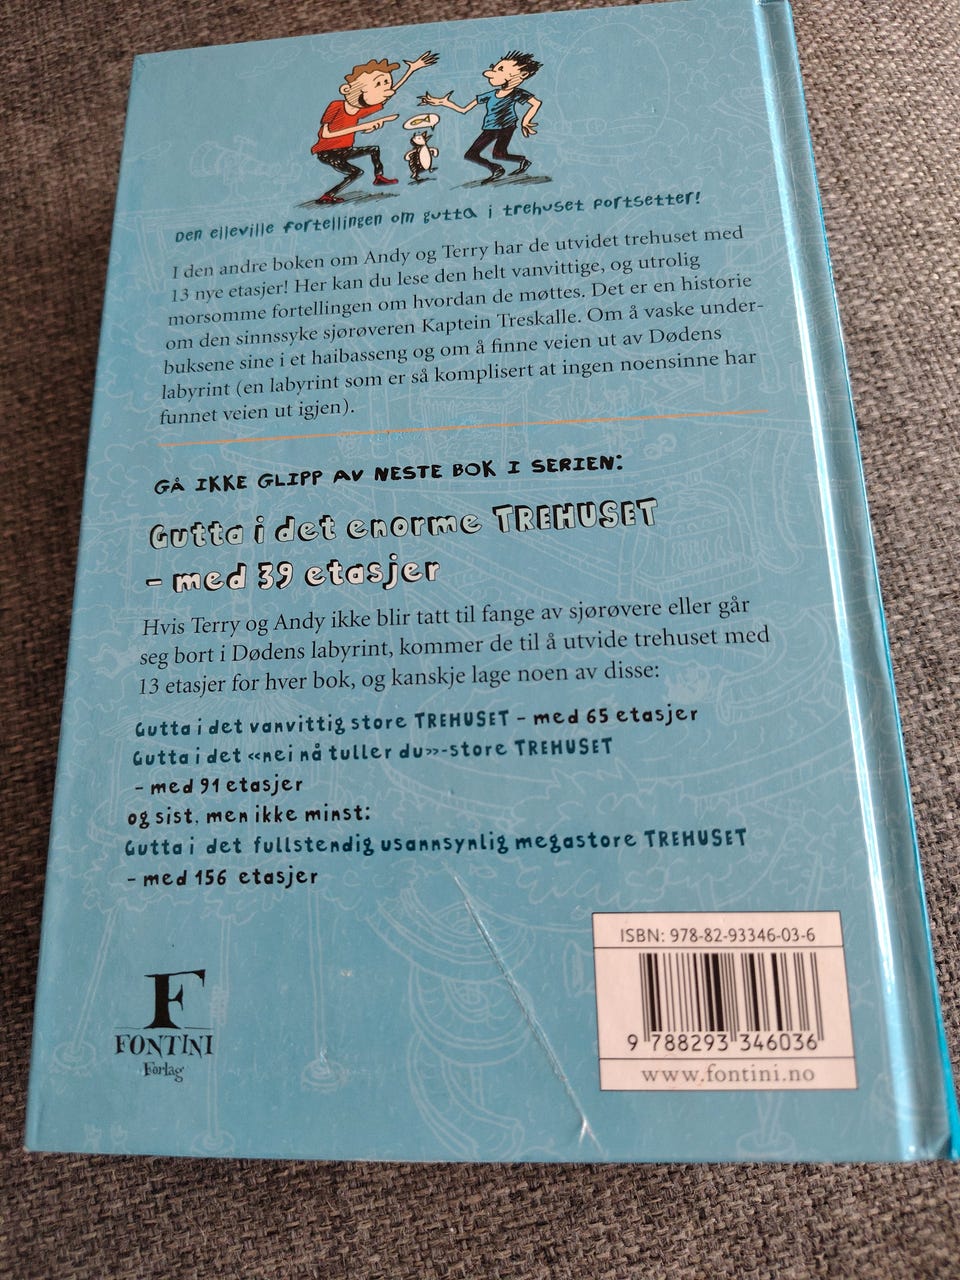 Den elleville fortellingen om gutta i trehuset fortsetter!
I den andre boken om Andy og Terry har de utvidet trehuset med
13 nye etasjer! Her kan du lese den helt vanvittige, og utrolig
morsomme fortellingen om hvordan de møttes. Det er en historie
om den sinnssyke sjørøveren Kaptein Treskalle. Om å vaske under-
buksene sine i et haibasseng og om å finne veien ut av Dødens
labyrint (en labyrint som er så komplisert at ingen noensinne har
funnet veien ut igjen).
GÅ IKKE GLIPP AV NESTE BOK I SERIEN:
Gutta i det enorme TREHUSET
– med 39 etasjer
Hvis Terry og Andy ikke blir tatt til fange av sjørøvere eller går
seg bort i Dødens labyrint, kommer de til å utvide trehuset med
13 etasjer for hver bok, og kanskje lage noen av disse:
Gutta i det vanvittig store TREHUSET – med 65 etasjer
Gutta i det «nei nå tuller du»-store TREHUSET
– med 91 etasjer
og sist, men ikke minst:
Gutta i det fullstendig usannsynlig megastore TREHUSET
– med 156 etasjer
ISBN: 978-82-93346-03-6
9 788293 346036
www.fontini.no
F
FONTINI
Forlag